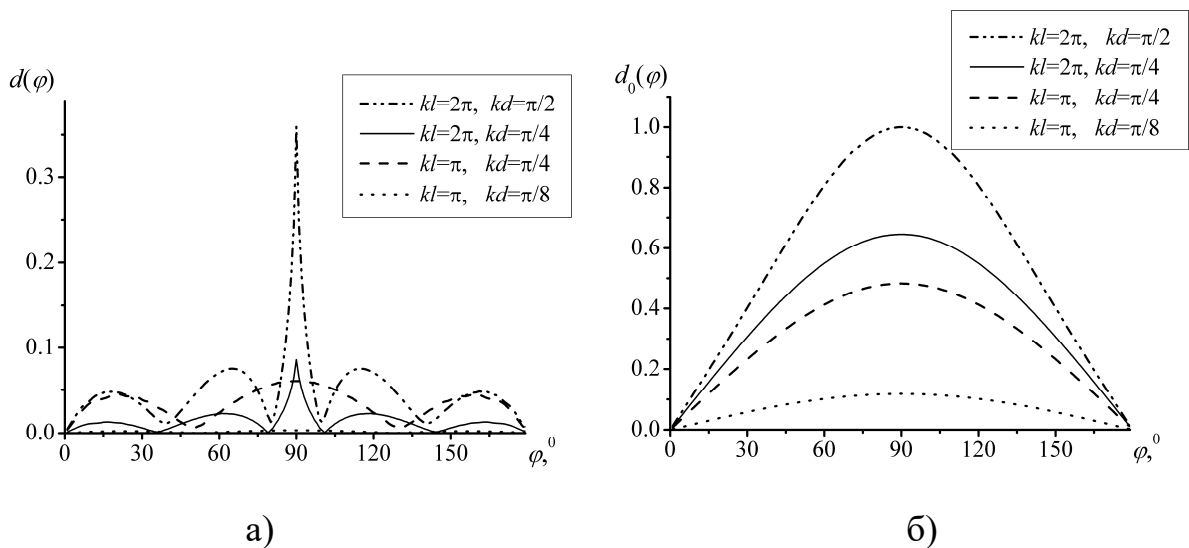 d(φ)
kl=2π, kd=π/2
kl=2π, kd=π/4
kl=π, kd=π/4
kl=π, kd=π/8
0.3
0.2
0.1
0.0
0 30 60 90 120 150
φ,⁰
а)
d₀(φ)
kl=2π, kd=π/2
kl=2π, kd=π/4
kl=π, kd=π/4
kl=π, kd=π/8
1.0
0.8
0.6
0.4
0.2
0.0
0 30 60 90 120 150
φ,⁰
б)